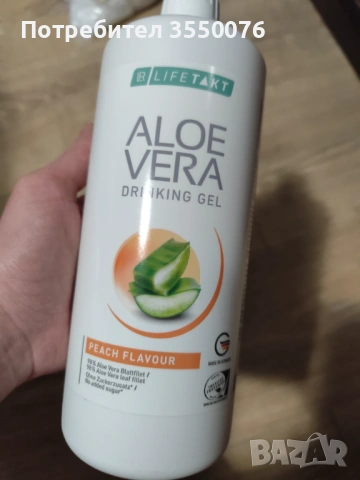 Потребител 3550076
LR LIFETAKT
ALOE
VERA
DRINKING GEL
PEACH FLAVOUR
98% Aloe Vera Blattfilet /
98% Aloe Vera leaf fillet
Ohne Zuckerzusatz* /
No added sugar*
BAZAR